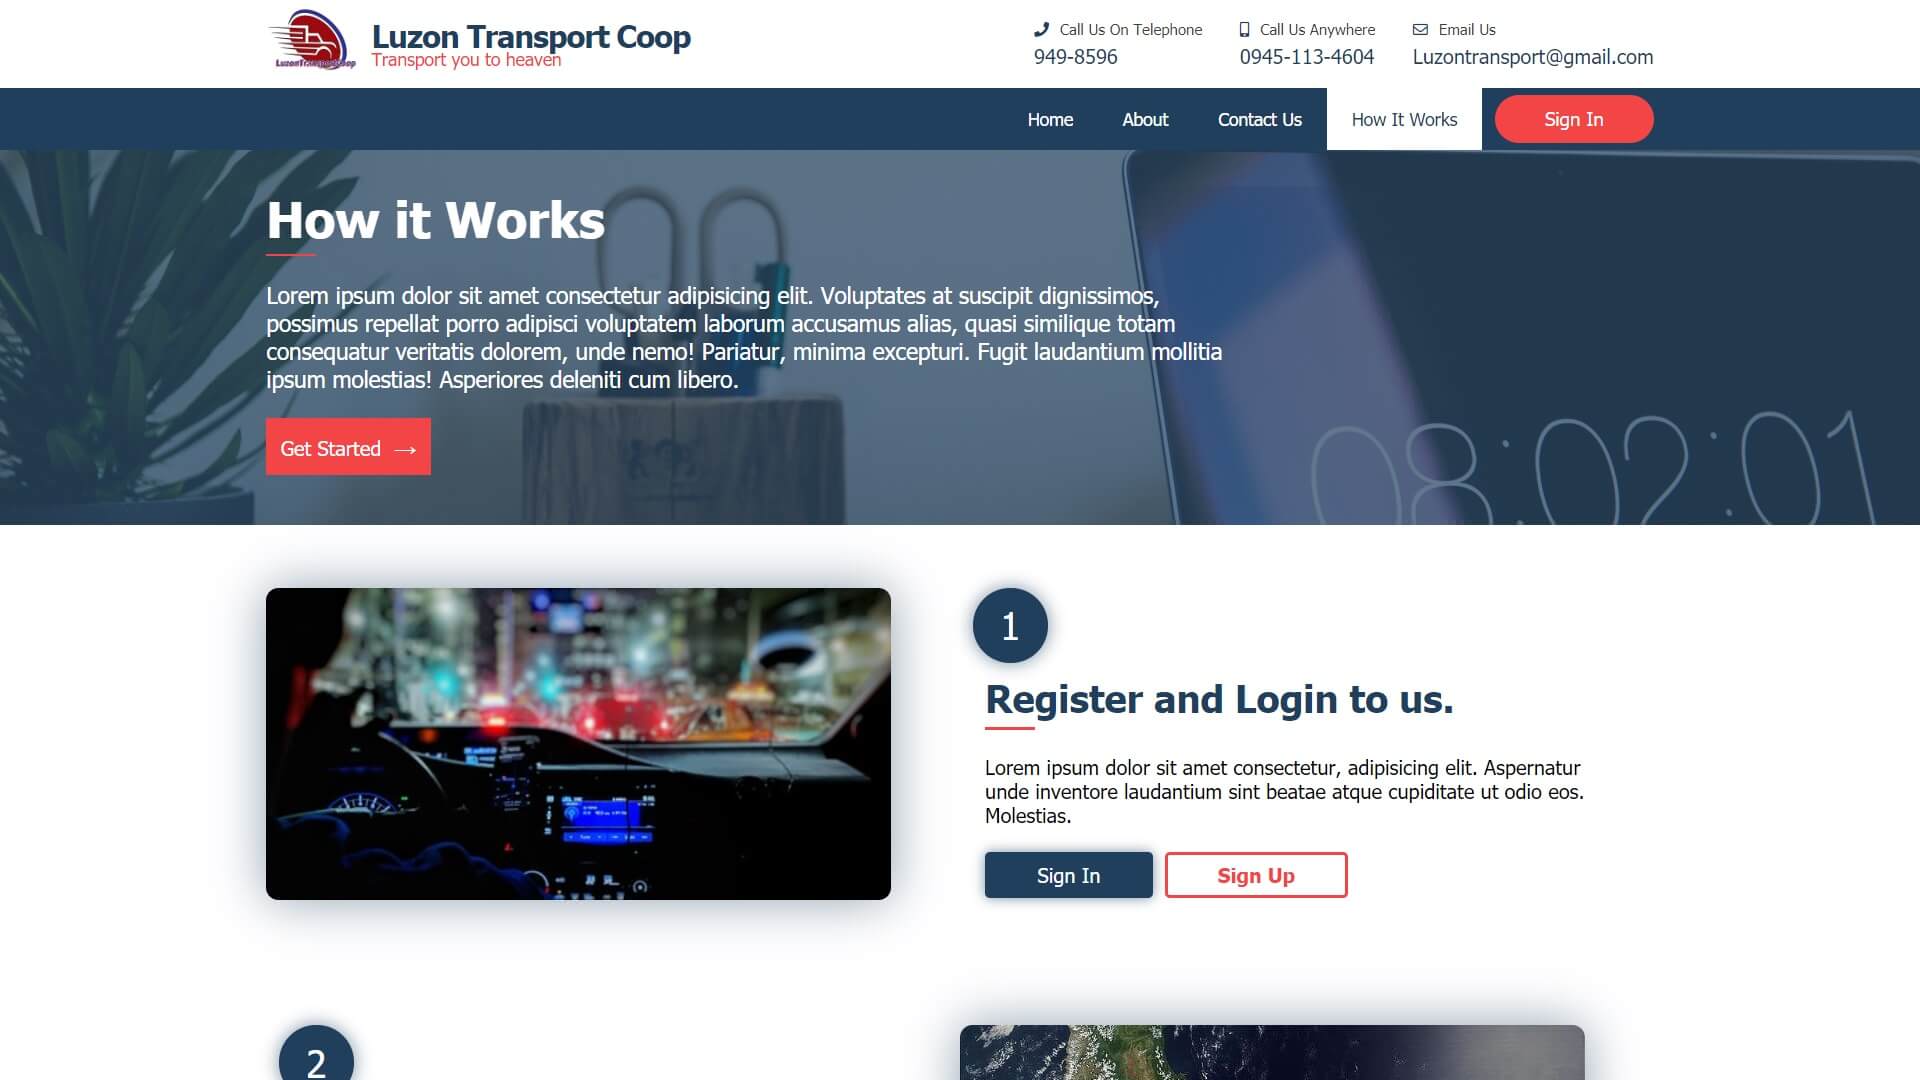 LuzonTransportCoop
Luzon Transport Coop
Transport you to heaven
Call Us On Telephone
949-8596
Call Us Anywhere
0945-113-4604
Email Us
Luzontransport@gmail.com
Home
About
Contact Us
How It Works
Sign In
How it Works
Lorem ipsum dolor sit amet consectetur adipisicing elit. Voluptates at suscipit dignissimos,
possimus repellat porro adipisci voluptatem laborum accusamus alias, quasi similique totam
consequatur veritatis dolorem, unde nemo! Pariatur, minima excepturi. Fugit laudantium mollitia
ipsum molestias! Asperiores deleniti cum libero.
Get Started →
08:02:01
1
Register and Login to us.
Lorem ipsum dolor sit amet consectetur, adipisicing elit. Aspernatur
unde inventore laudantium sint beatae atque cupiditate ut odio eos.
Molestias.
Sign In
Sign Up
2